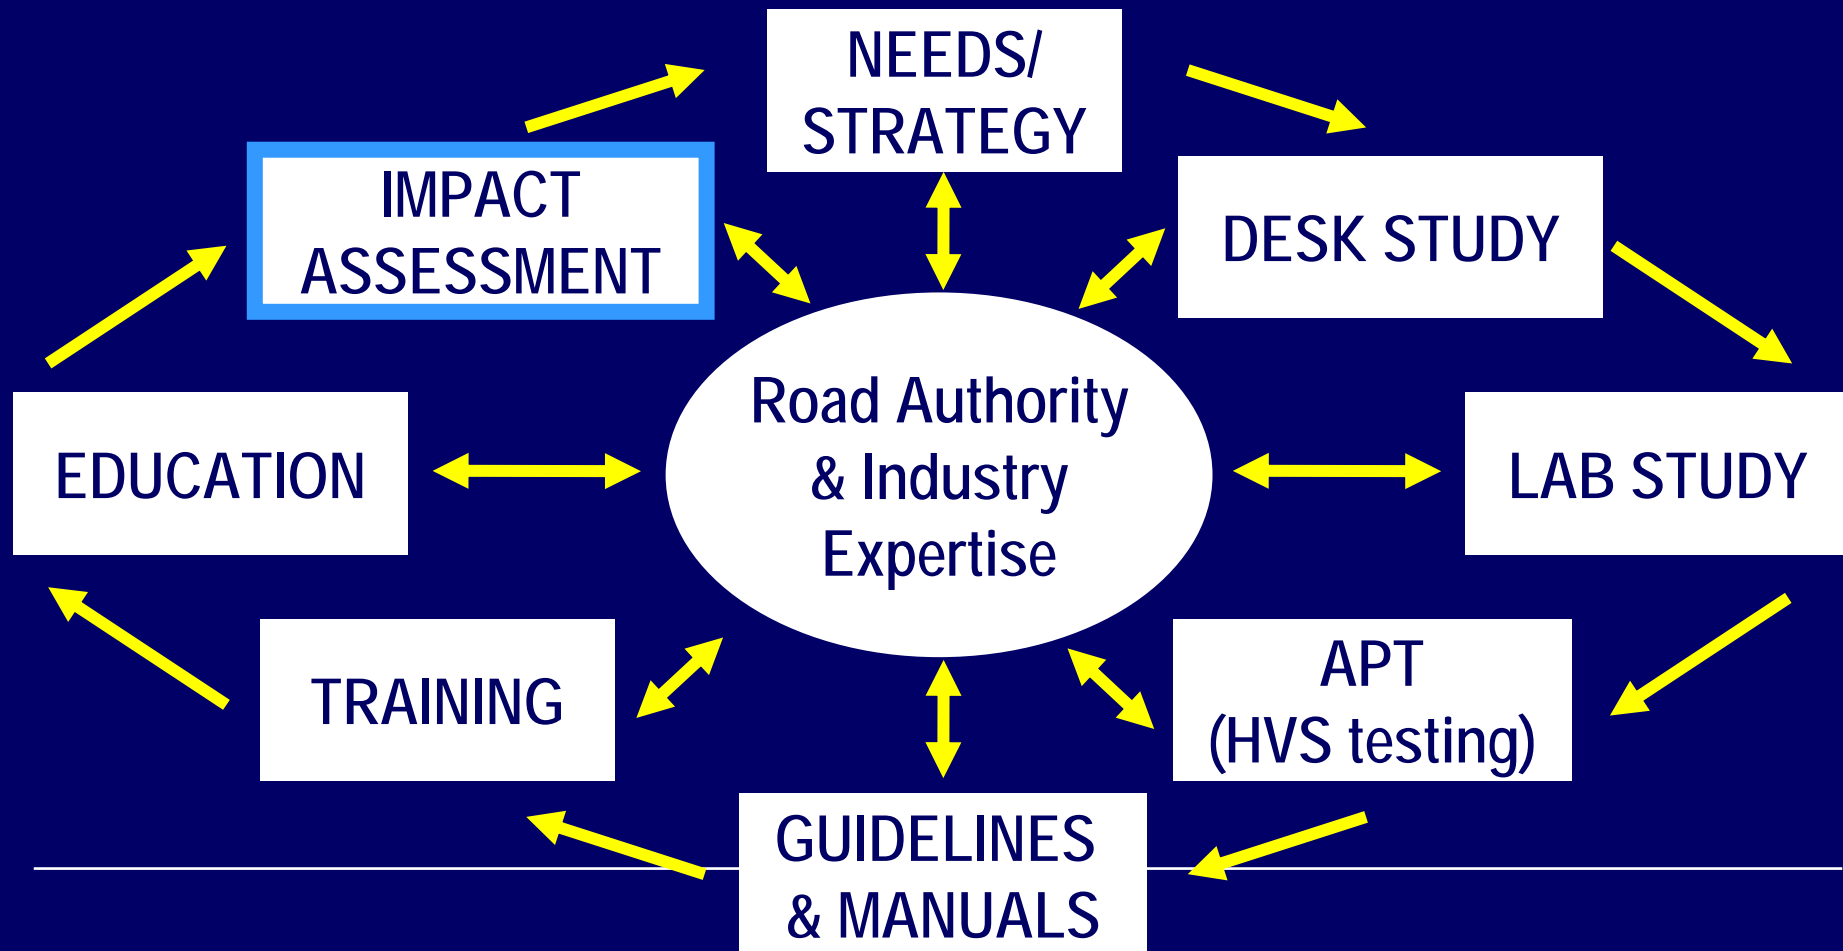 NEEDS/
STRATEGY
IMPACT
ASSESSMENT
DESK STUDY
Road Authority
& Industry
Expertise
EDUCATION
LAB STUDY
TRAINING
APT
(HVS testing)
GUIDELINES
& MANUALS